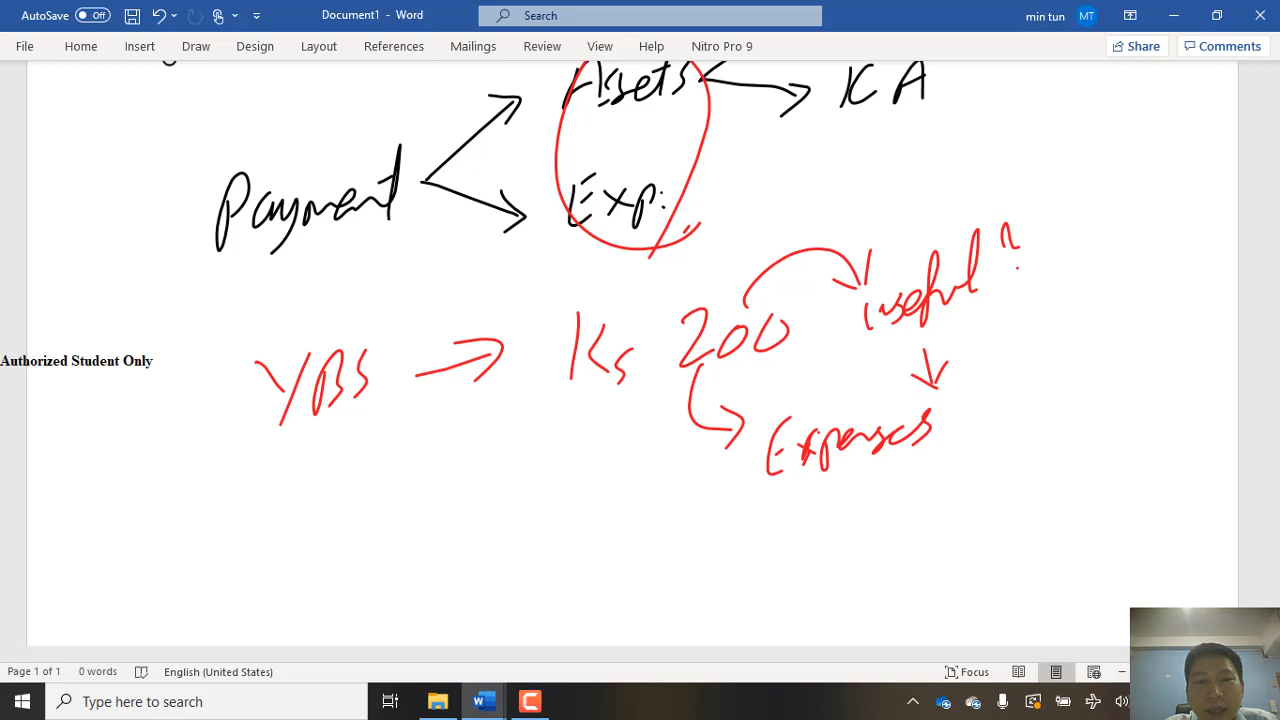 AutoSave Off Document1 - Word Search min tun MT
File Home Insert Draw Design Layout References Mailings Review View Help Nitro Pro 9 Share Comments
Assets
Payment
Exp:
useful ?
YBS Ks 200
Authorized Student Only
Expenses
Page 1 of 1 0 words English (United States) Focus
Type here to search